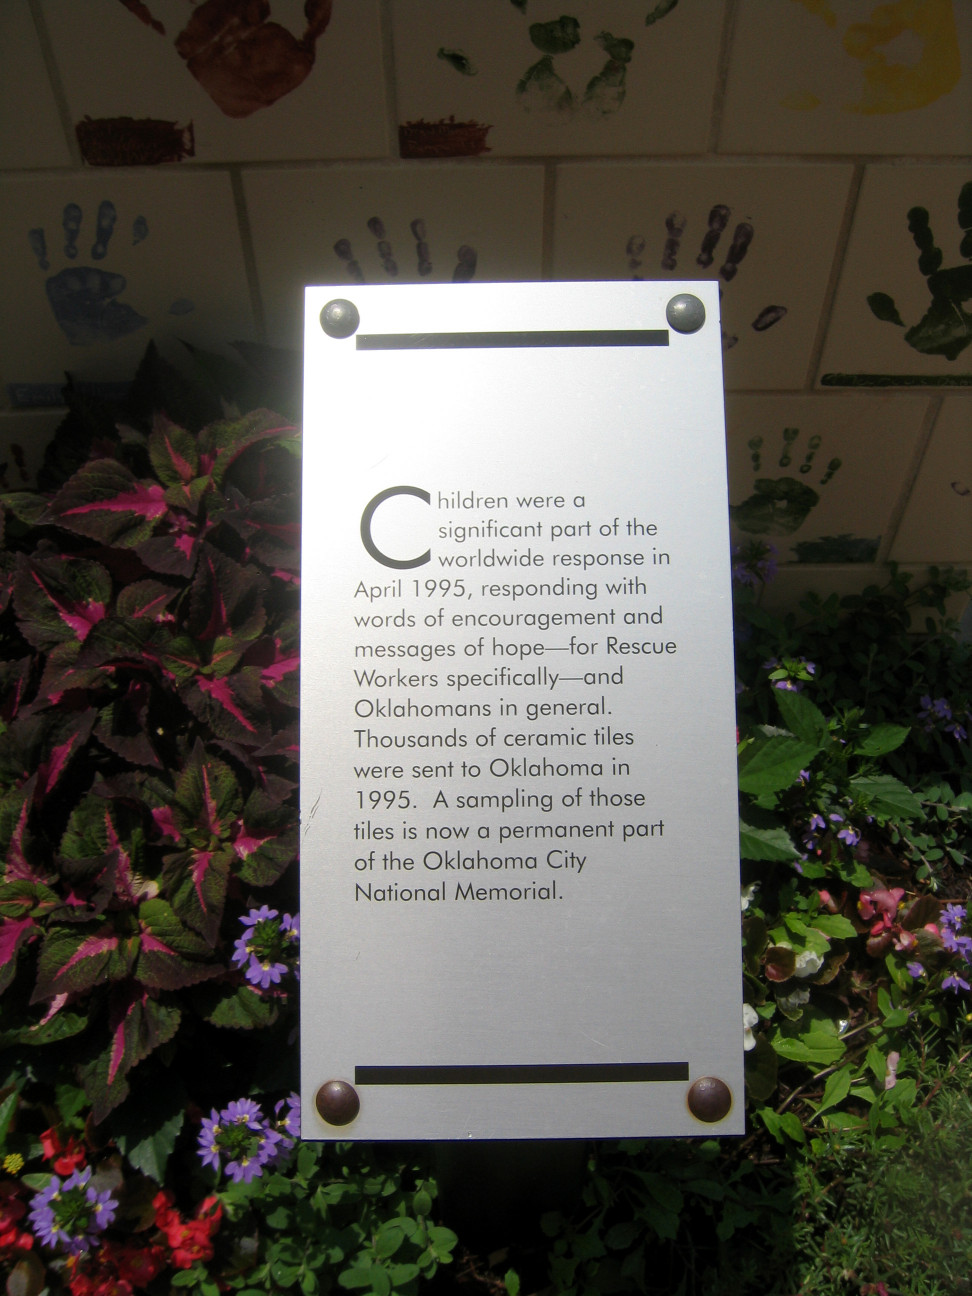 Children were a
significant part of the
worldwide response in
April 1995, responding with
words of encouragement and
messages of hope—for Rescue
Workers specifically—and
Oklahomans in general.
Thousands of ceramic tiles
were sent to Oklahoma in
1995.  A sampling of those
tiles is now a permanent part
of the Oklahoma City
National Memorial.